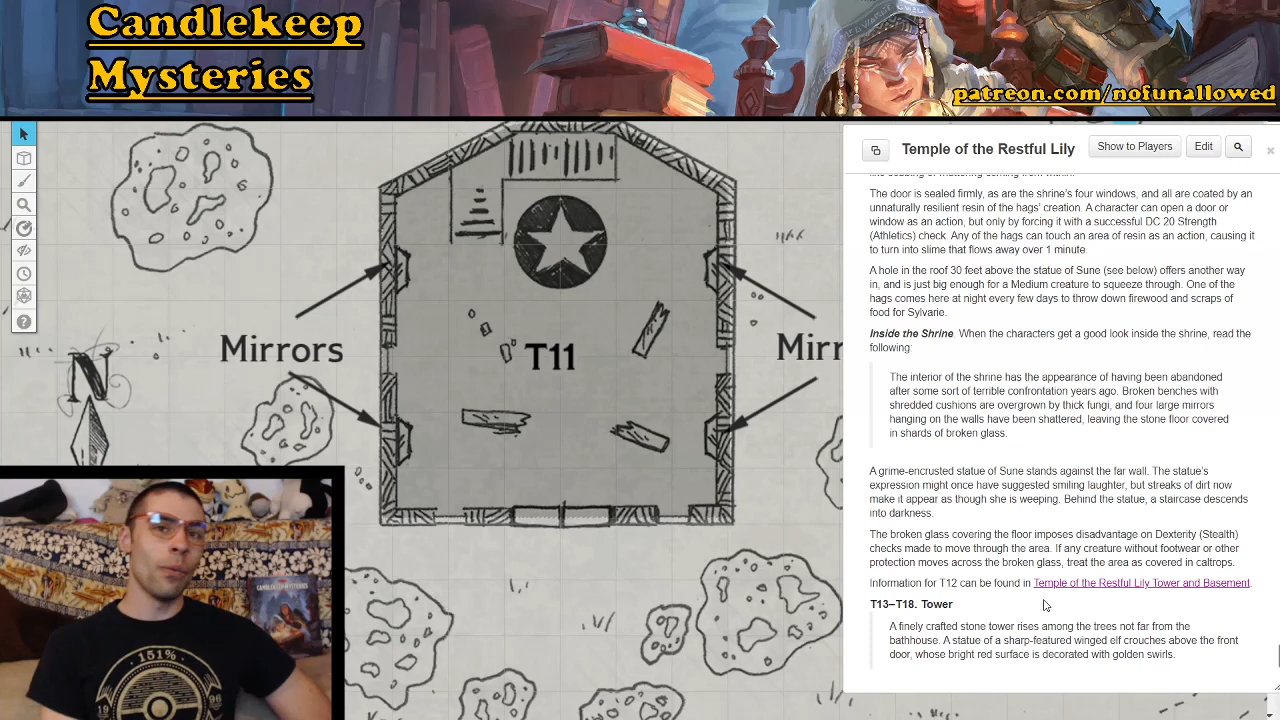 Candlekeep
Mysteries
patreon.com/nofunallowed
Temple of the Restful Lily
Show to Players
Edit
The door is sealed firmly, as are the shrine's four windows, and all are coated by an
unnaturally resilient resin of the hags' creation. A character can open a door or
window as an action, but only by forcing it with a successful DC 20 Strength
(Athletics) check. Any of the hags can touch an area of resin as an action, causing it
to turn into slime that flows away over 1 minute.
A hole in the roof 30 feet above the statue of Sune (see below) offers another way
in, and is just big enough for a Medium creature to squeeze through. One of the
hags comes here at night every few days to throw down firewood and scraps of
food for Sylvarie.
Inside the Shrine. When the characters get a good look inside the shrine, read the
following:
The interior of the shrine has the appearance of having been abandoned
after some sort of terrible confrontation years ago. Broken benches with
shredded cushions are overgrown by thick fungi, and four large mirrors
hanging on the walls have been shattered, leaving the stone floor covered
in shards of broken glass.
A grime-encrusted statue of Sune stands against the far wall. The statue's
expression might once have suggested smiling laughter, but streaks of dirt now
make it appear as though she is weeping. Behind the statue, a staircase descends
into darkness.
The broken glass covering the floor imposes disadvantage on Dexterity (Stealth)
checks made to move through the area. If any creature without footwear or other
protection moves across the broken glass, treat the area as covered in caltrops.
Information for T12 can be found in Temple of the Restful Lily Tower and Basement.
T13–T18. Tower
A finely crafted stone tower rises among the trees not far from the
bathhouse. A statue of a sharp-featured winged elf crouches above the front
door, whose bright red surface is decorated with golden swirls.
Mirrors
T11
Mirr
N
151%
19
96